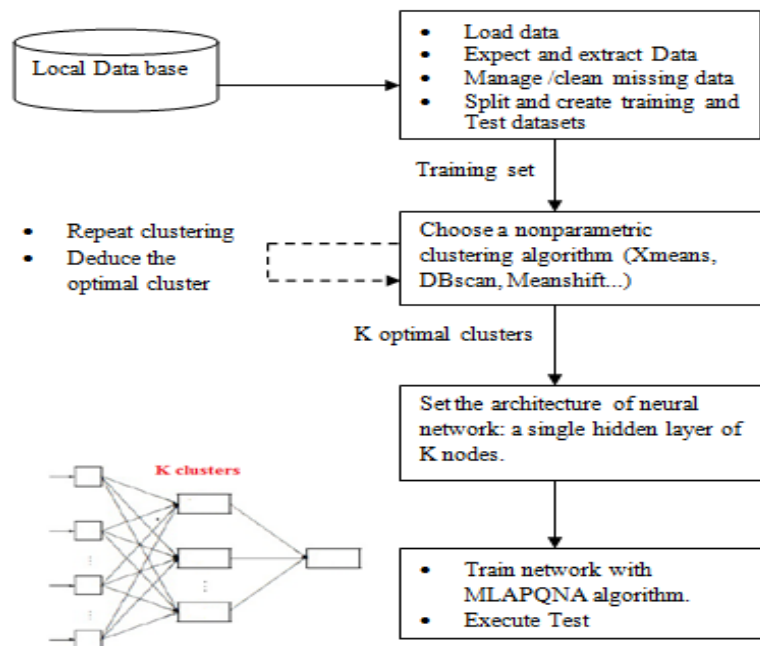 Local Data base
• Load data
• Expect and extract Data
• Manage /clean missing data
• Split and create training and
Test datasets
Training set
• Repeat clustering
• Deduce the
optimal cluster
Choose a nonparametric
clustering algorithm (Xmeans,
DBscan, Meanshift...)
K optimal clusters
Set the architecture of neural
network: a single hidden layer of
K nodes.
K clusters
• Train network with
MLAPQNA algorithm.
• Execute Test